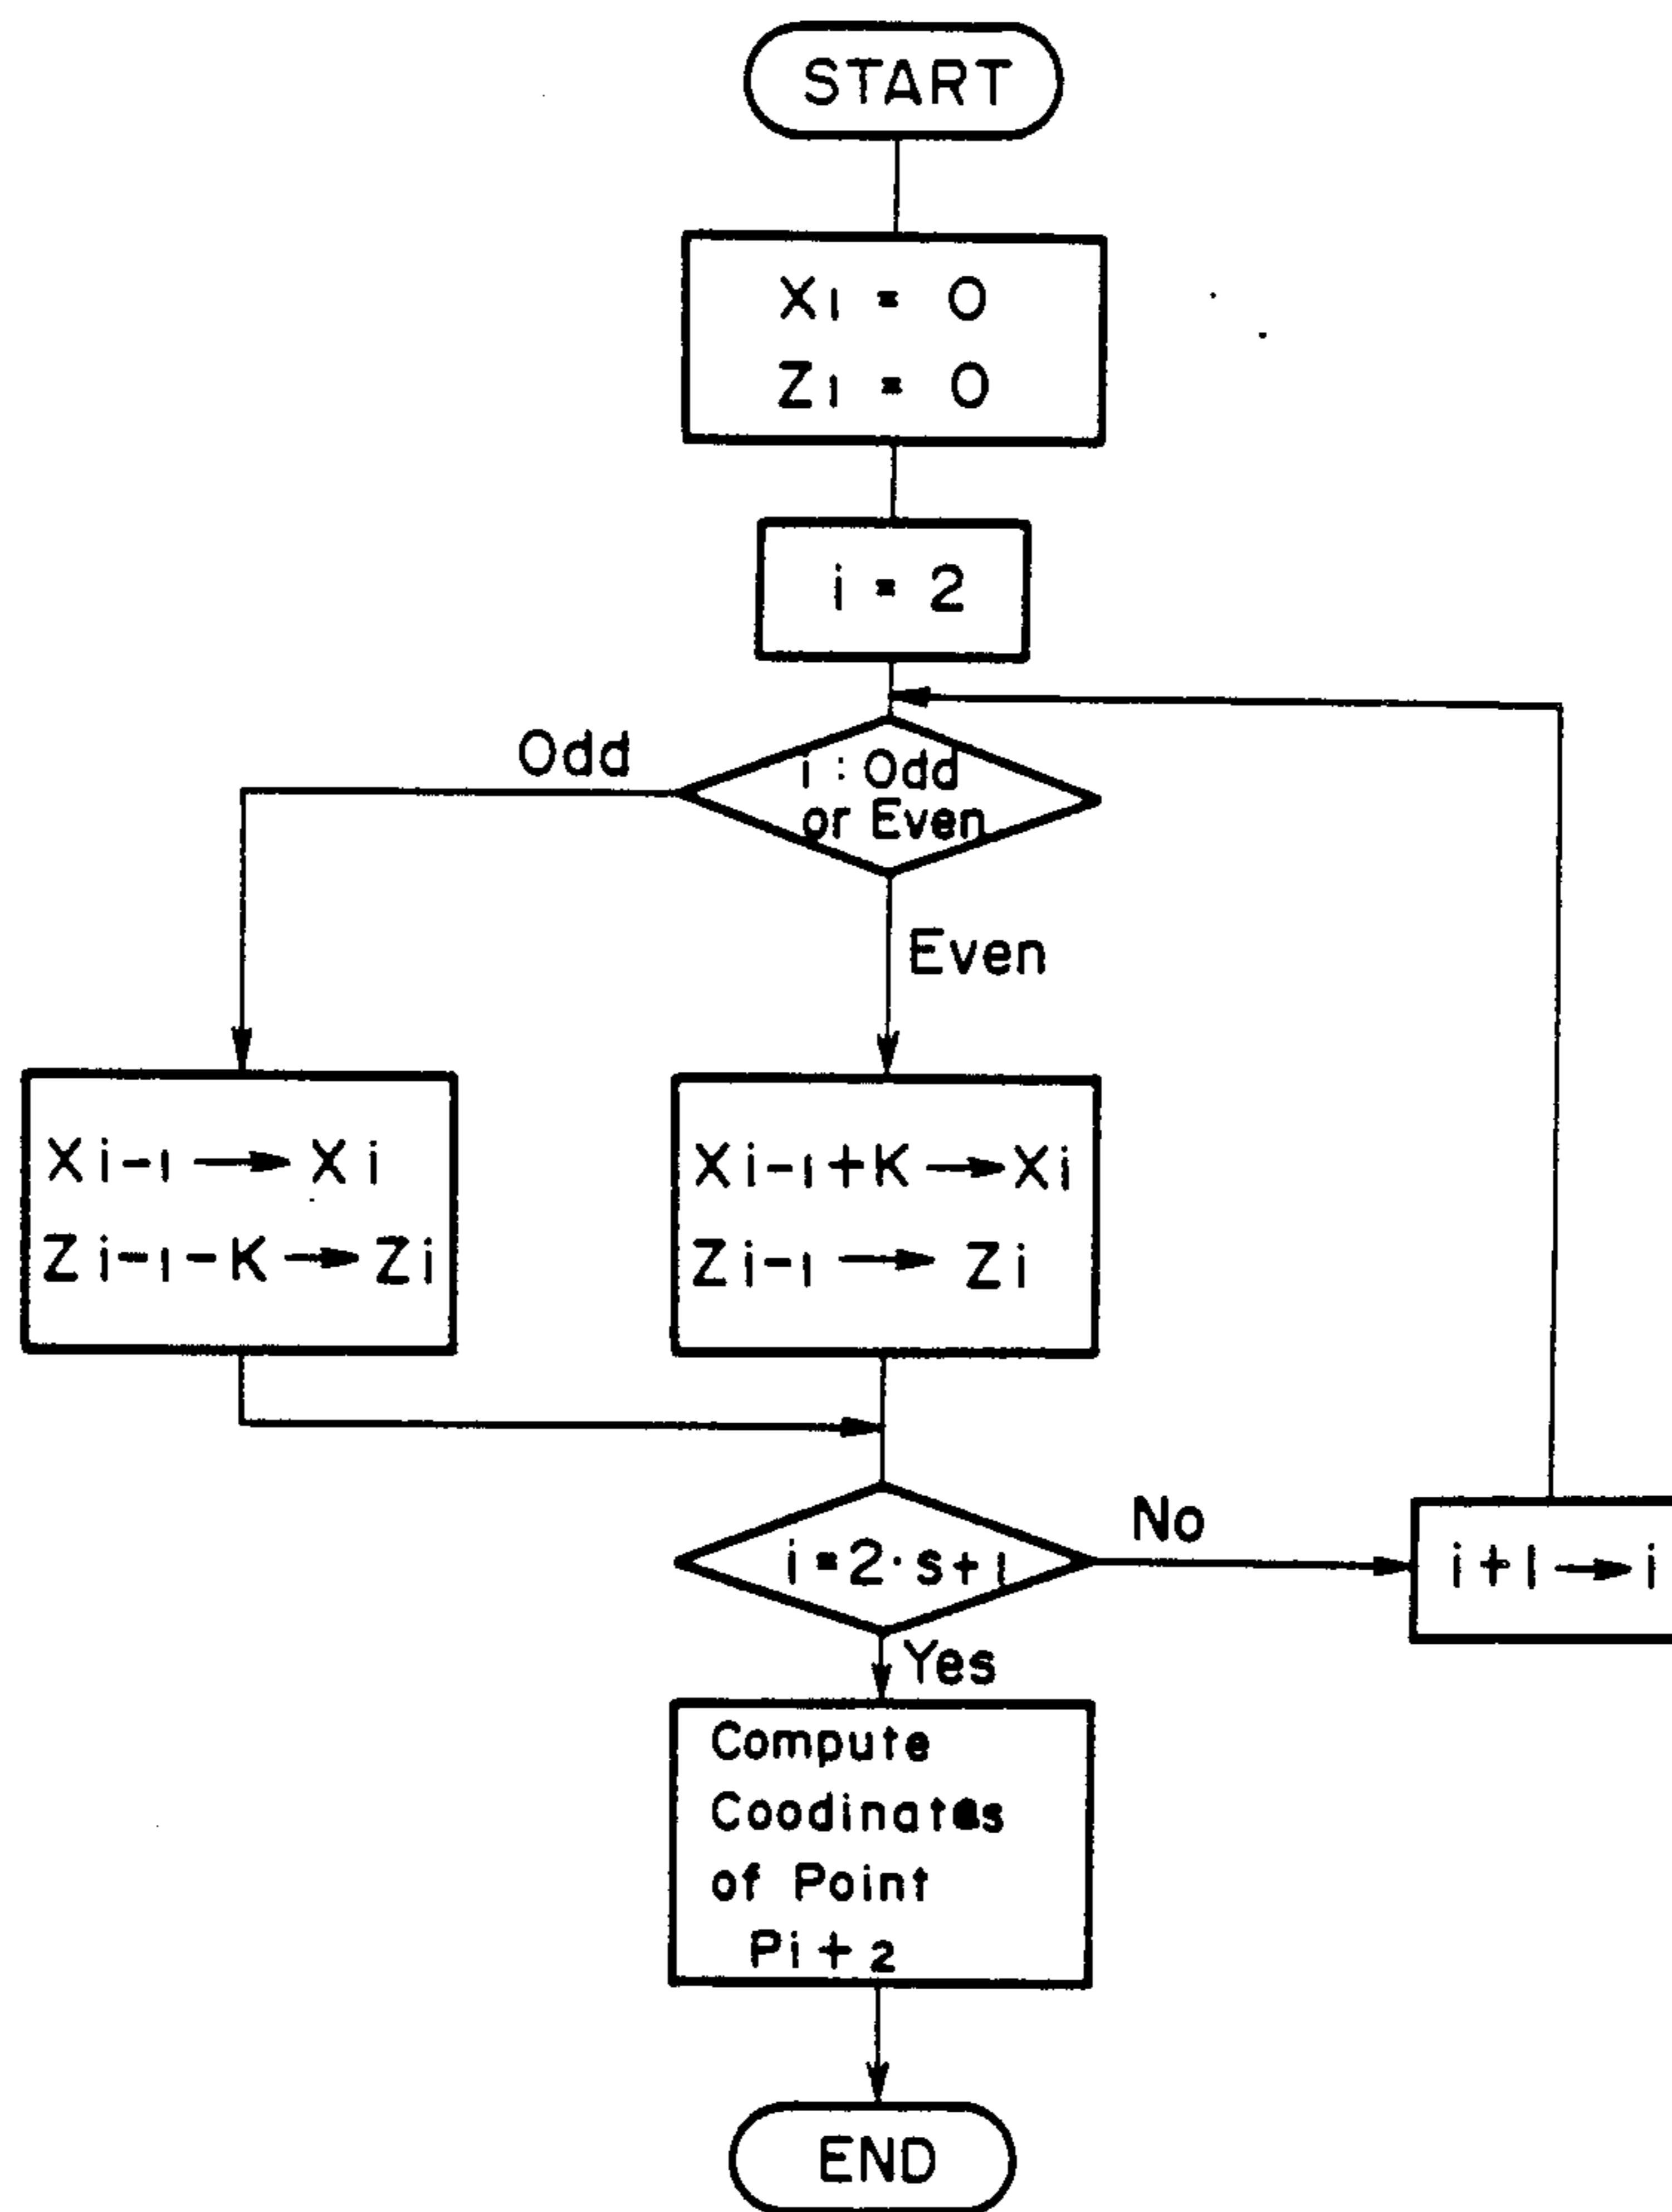 START
X1 = 0
Z1 = 0
i = 2
Odd
i : Odd
or Even
Even
Xi-1 → Xi
Zi-1-K → Zi
Xi-1+K → Xi
Zi-1 → Zi
i=2·s+1
No
i+1→i
Yes
Compute
Coodinates
of Point
Pi+2
END